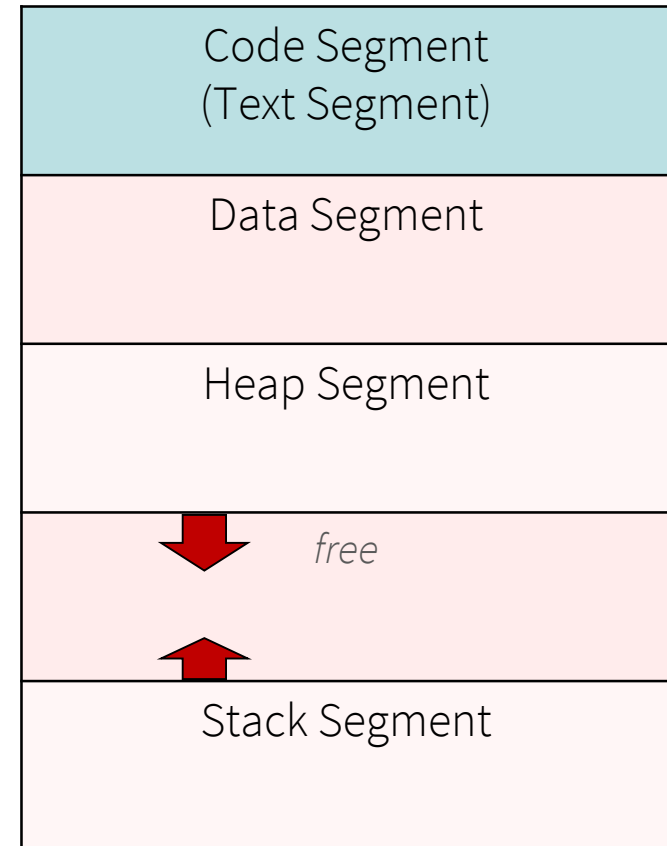 Code Segment
(Text Segment)
Data Segment
Heap Segment
free
Stack Segment